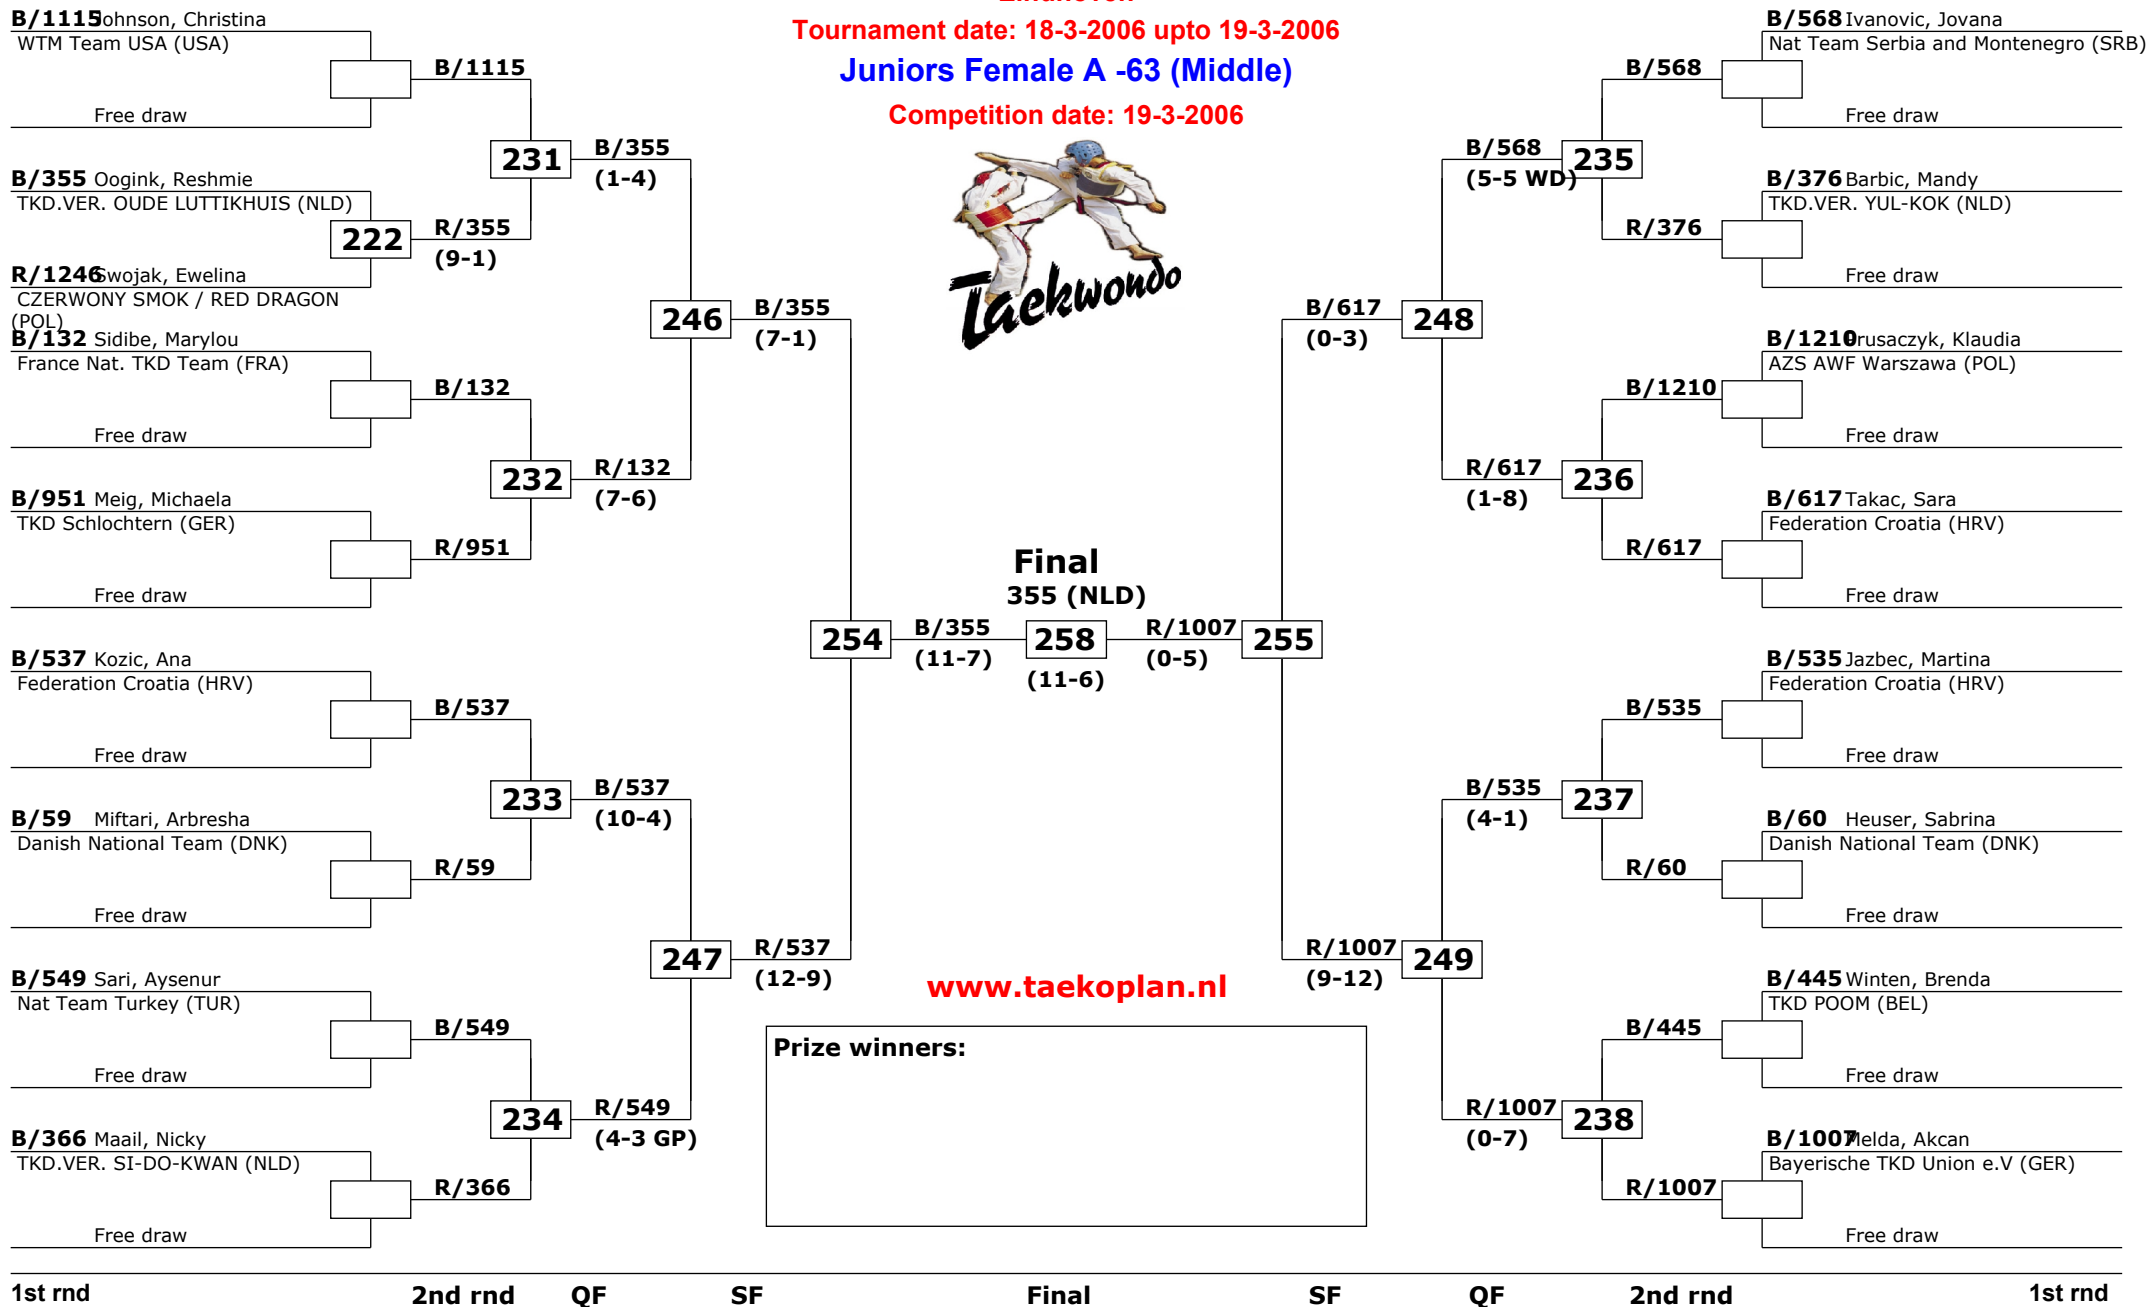 Eindhoven
Tournament date: 18-3-2006 upto 19-3-2006
Juniors Female A -63 (Middle)
Competition date: 19-3-2006
Taekwondo
B/1115 Johnson, Christina
WTM Team USA (USA)
B/1115
Free draw
231
B/355
(1-4)
B/355 Oogink, Reshmie
TKD.VER. OUDE LUTTIKHUIS (NLD)
222
R/355
(9-1)
R/1246 Swojak, Ewelina
CZERWONY SMOK / RED DRAGON
(POL)
246
B/355
(7-1)
B/132 Sidibe, Marylou
France Nat. TKD Team (FRA)
B/132
Free draw
232
R/132
(7-6)
B/951 Meig, Michaela
TKD Schlochtern (GER)
R/951
Free draw
254
B/355
(11-7)
B/537 Kozic, Ana
Federation Croatia (HRV)
B/537
Free draw
233
B/537
(10-4)
B/59 Miftari, Arbresha
Danish National Team (DNK)
R/59
Free draw
247
R/537
(12-9)
B/549 Sari, Aysenur
Nat Team Turkey (TUR)
B/549
Free draw
234
R/549
(4-3 GP)
B/366 Maail, Nicky
TKD.VER. SI-DO-KWAN (NLD)
R/366
Free draw
Final
355 (NLD)
258
(11-6)
R/1007
(0-5)
255
www.taekoplan.nl
Prize winners:
B/568 Ivanovic, Jovana
Nat Team Serbia and Montenegro (SRB)
B/568
Free draw
B/568
(5-5 WD)
235
B/376 Barbic, Mandy
TKD.VER. YUL-KOK (NLD)
R/376
Free draw
B/617
(0-3)
248
B/1210 Prusaczyk, Klaudia
AZS AWF Warszawa (POL)
B/1210
Free draw
R/617
(1-8)
236
B/617 Takac, Sara
Federation Croatia (HRV)
R/617
Free draw
B/535 Jazbec, Martina
Federation Croatia (HRV)
B/535
Free draw
B/535
(4-1)
237
B/60 Heuser, Sabrina
Danish National Team (DNK)
R/60
Free draw
R/1007
(9-12)
249
B/445 Winten, Brenda
TKD POOM (BEL)
B/445
Free draw
R/1007
(0-7)
238
B/1007 Melda, Akcan
Bayerische TKD Union e.V (GER)
R/1007
Free draw
1st rnd 2nd rnd QF SF Final SF QF 2nd rnd 1st rnd